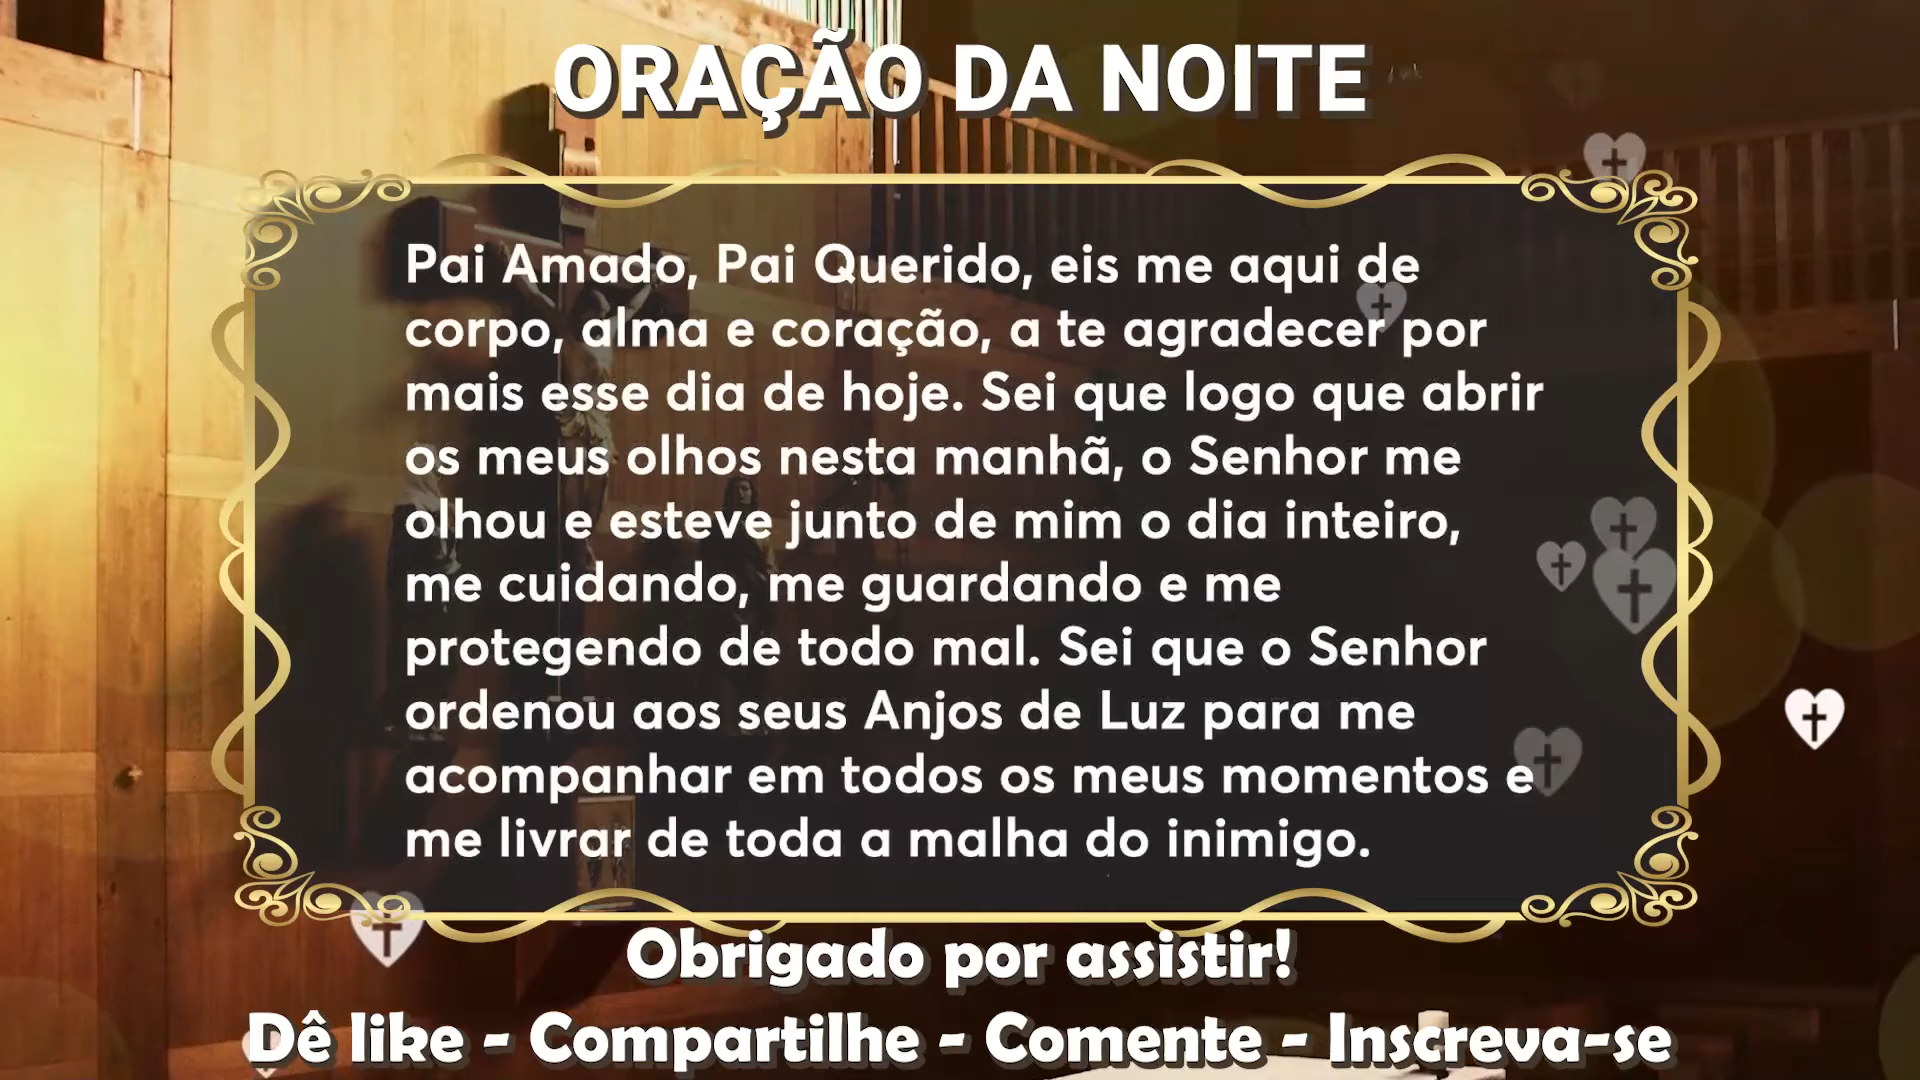 ORAÇÃO DA NOITE
Pai Amado, Pai Querido, eis me aqui de
corpo, alma e coração, a te agradecer por
mais esse dia de hoje. Sei que logo que abrir
os meus olhos nesta manhã, o Senhor me
olhou e esteve junto de mim o dia inteiro,
me cuidando, me guardando e me
protegendo de todo mal. Sei que o Senhor
ordenou aos seus Anjos de Luz para me
acompanhar em todos os meus momentos e
me livrar de toda a malha do inimigo.
Obrigado por assistir!
Dê like - Compartilhe - Comente - Inscreva-se